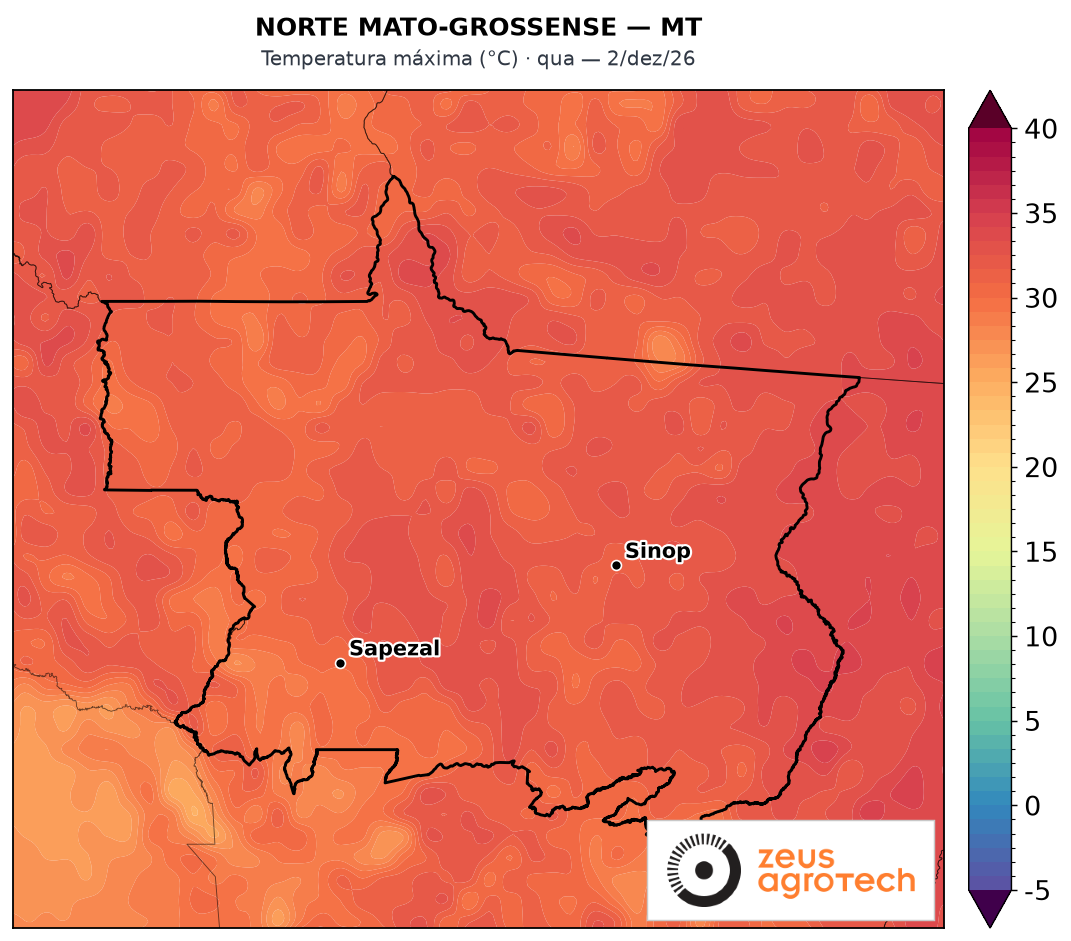 NORTE MATO-GROSSENSE — MT
Temperatura máxima (°C) · qua — 2/dez/26
40
35
30
25
20
15
10
5
0
-5
Sinop
Sapezal
zeus
agrotech